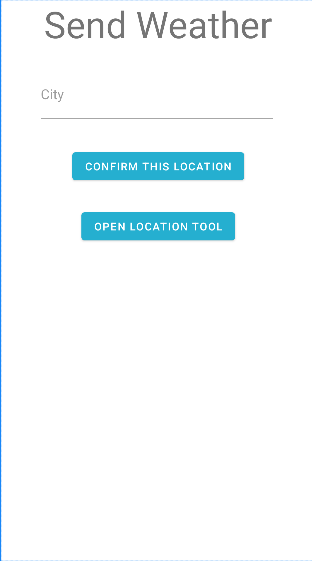 Send Weather
City
CONFIRM THIS LOCATION
OPEN LOCATION TOOL